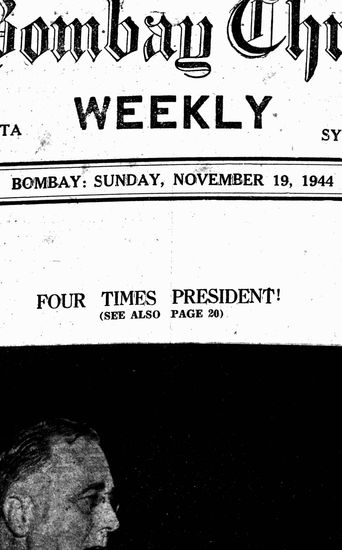 Bombay Chr
WEEKLY
TA
SY
BOMBAY: SUNDAY, NOVEMBER 19, 1944
FOUR TIMES PRESIDENT!
(SEE ALSO PAGE 20)